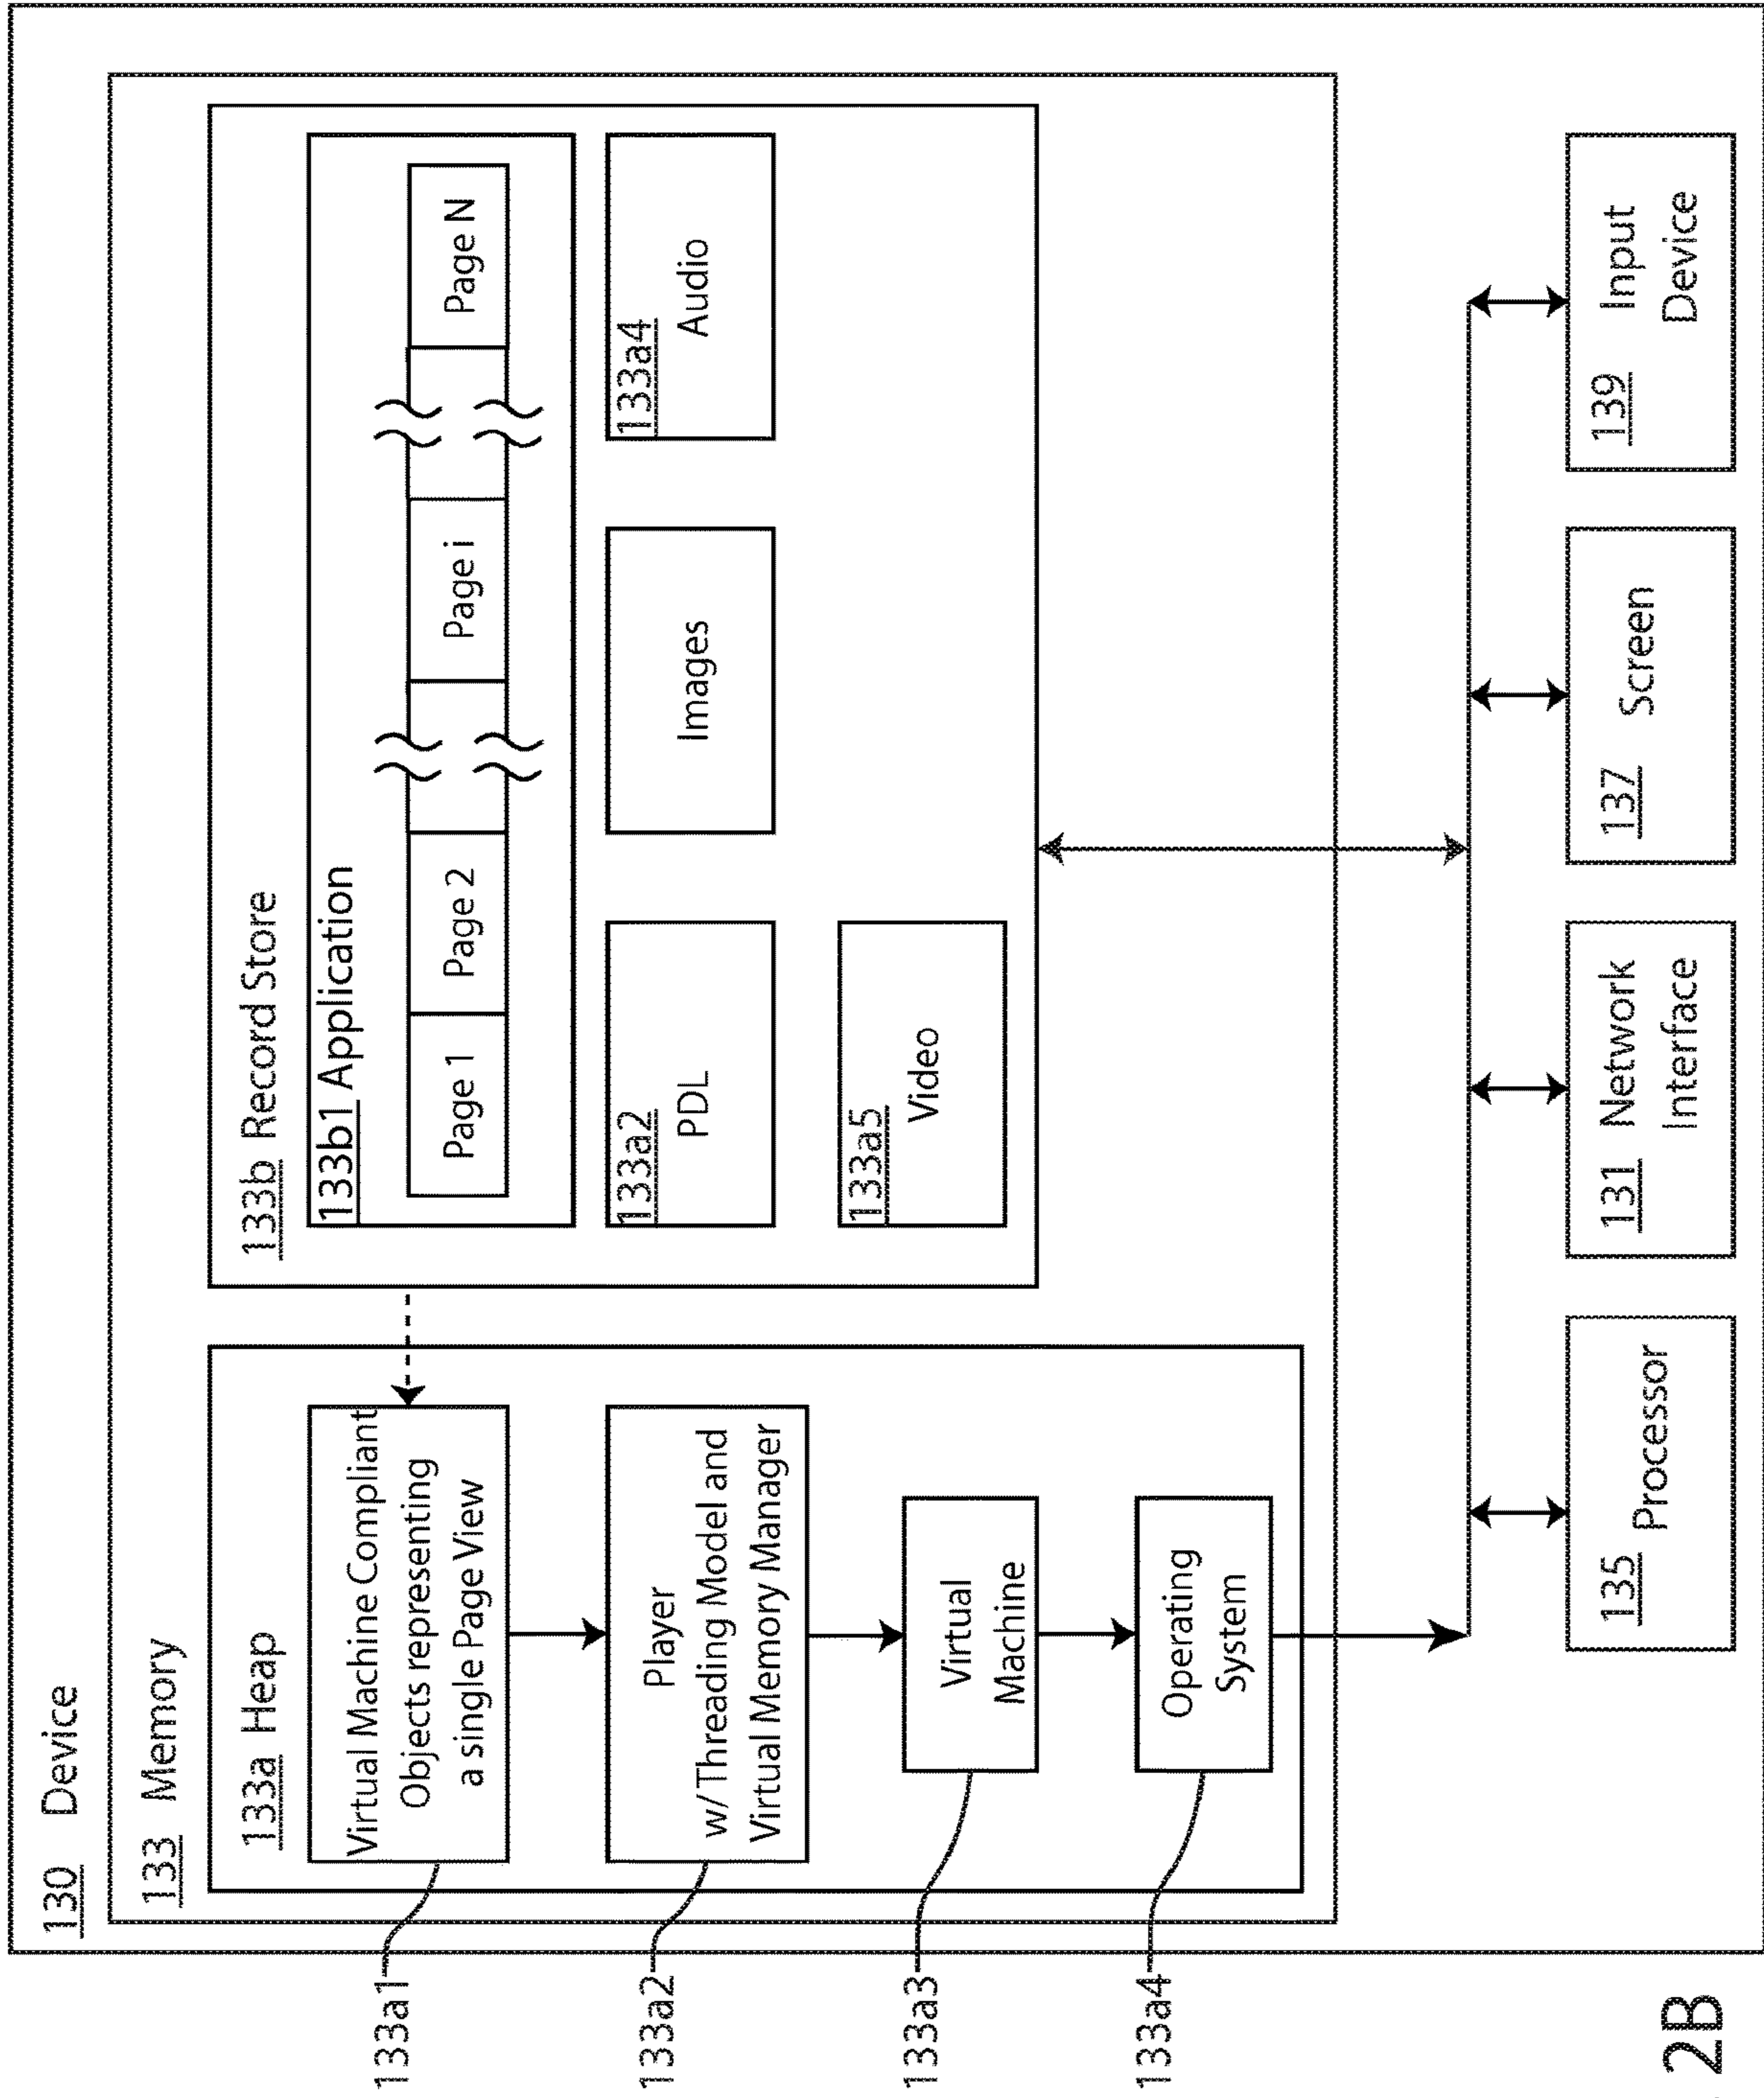 130 Device
133 Memory
133a Heap
Virtual Machine Compliant
Objects representing
a single Page View
Player
w/ Threading Model and
Virtual Memory Manager
Virtual
Machine
Operating
System
133a1
133a2
133a3
133a4
133b Record Store
133b1 Application
Page 1
Page 2
Page i
Page N
133a2
PDL
Images
133a4
Audio
133a5
Video
135 Processor
131 Network
Interface
137 Screen
139 Input
Device
2B